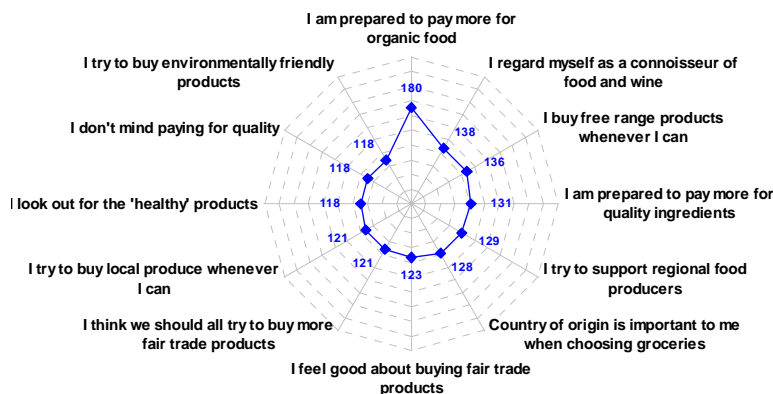 I am prepared to pay more for
organic food
I regard myself as a connoisseur of
food and wine
I buy free range products
whenever I can
I am prepared to pay more for
quality ingredients
I try to support regional food
producers
Country of origin is important to me
when choosing groceries
I feel good about buying fair trade
products
I think we should all try to buy more
fair trade products
I try to buy local produce whenever
I can
I look out for the 'healthy' products
I don't mind paying for quality
I try to buy environmentally friendly
products
180
138
136
131
129
128
123
121
121
118
118
118